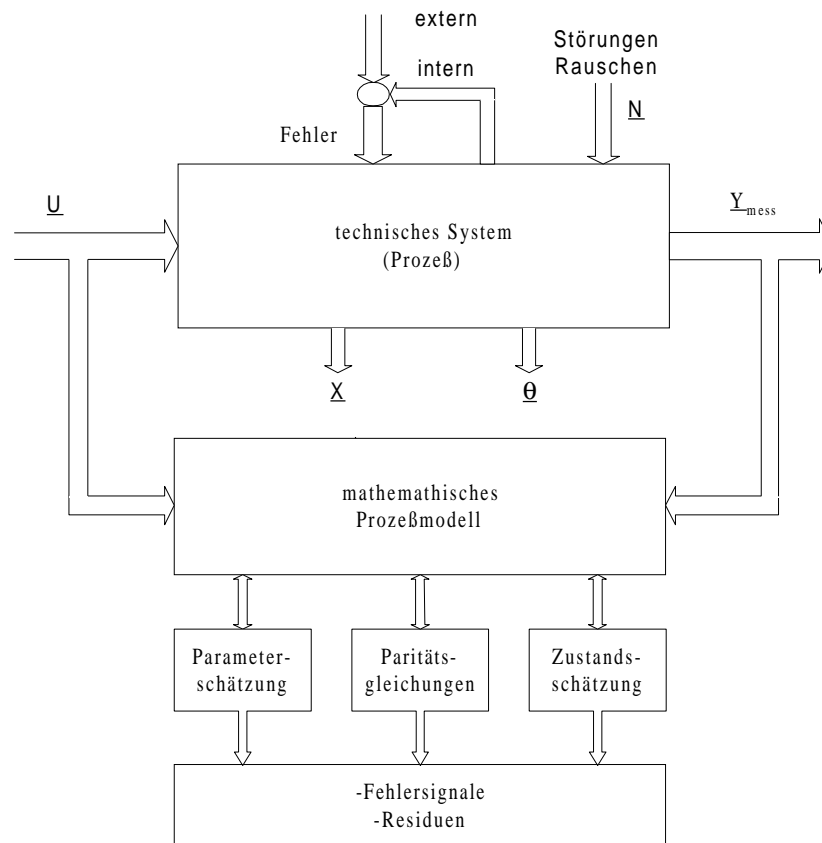 extern
Störungen
Rauschen
intern
N
Fehler
U
Y mess
technisches System
(Prozeß)
X
θ
mathemathisches
Prozeßmodell
Parameter-
schätzung
Paritäts-
gleichungen
Zustands-
schätzung
-Fehlersignale
-Residuen